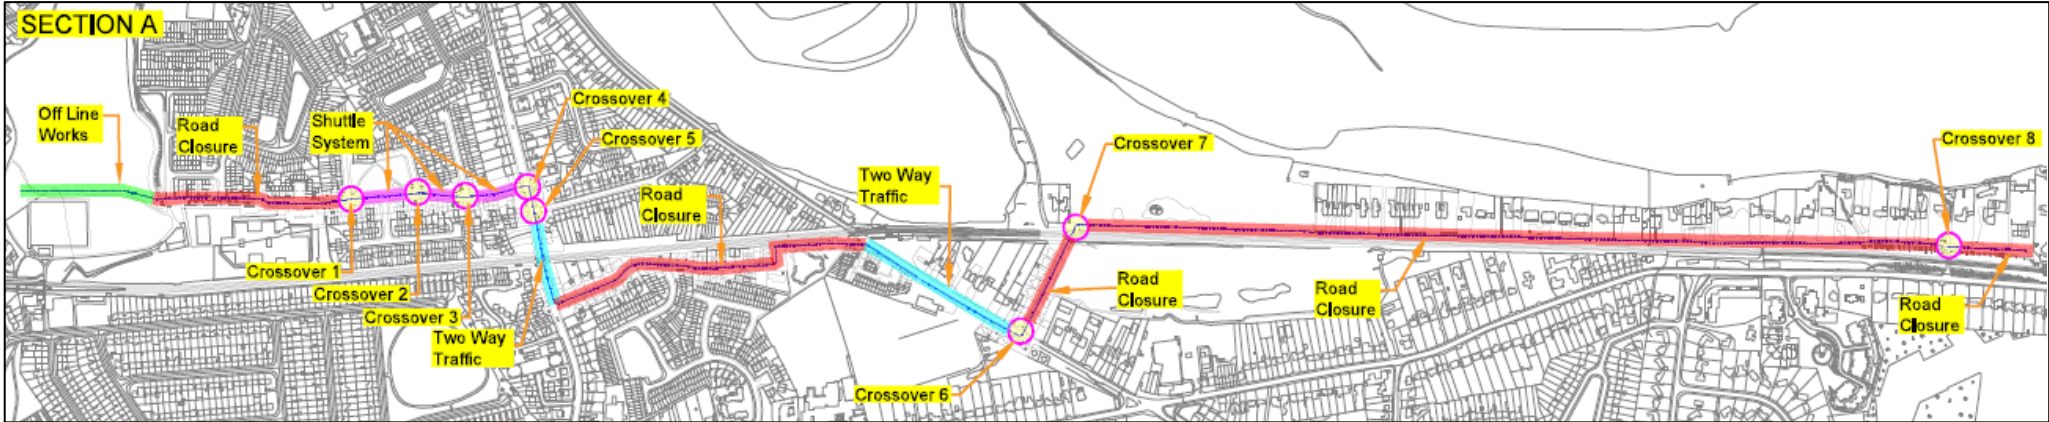 SECTION A
Off Line
Works
Road
Closure
Shuttle
System
Crossover 4
Crossover 5
Crossover 1
Crossover 2
Crossover 3
Two Way
Traffic
Road
Closure
Two Way
Traffic
Crossover 6
Crossover 7
Road
Closure
Road
Closure
Crossover 8
Road
Closure